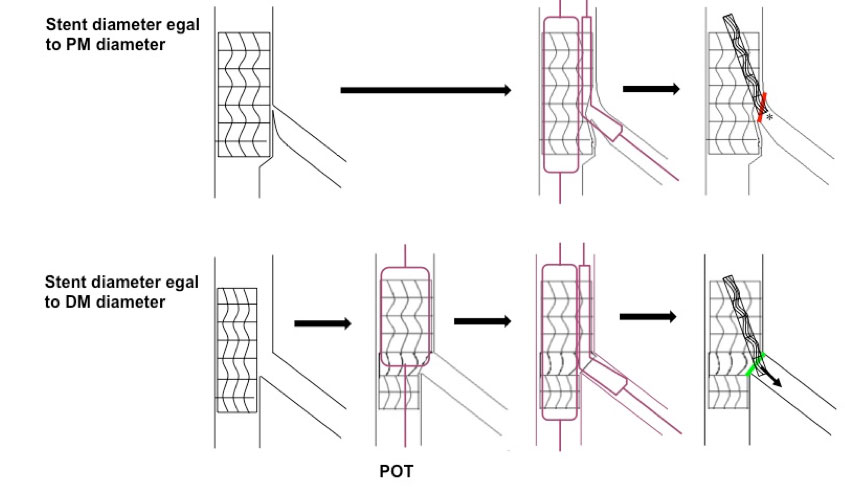 Stent diameter egal
to PM diameter
*
Stent diameter egal
to DM diameter
POT